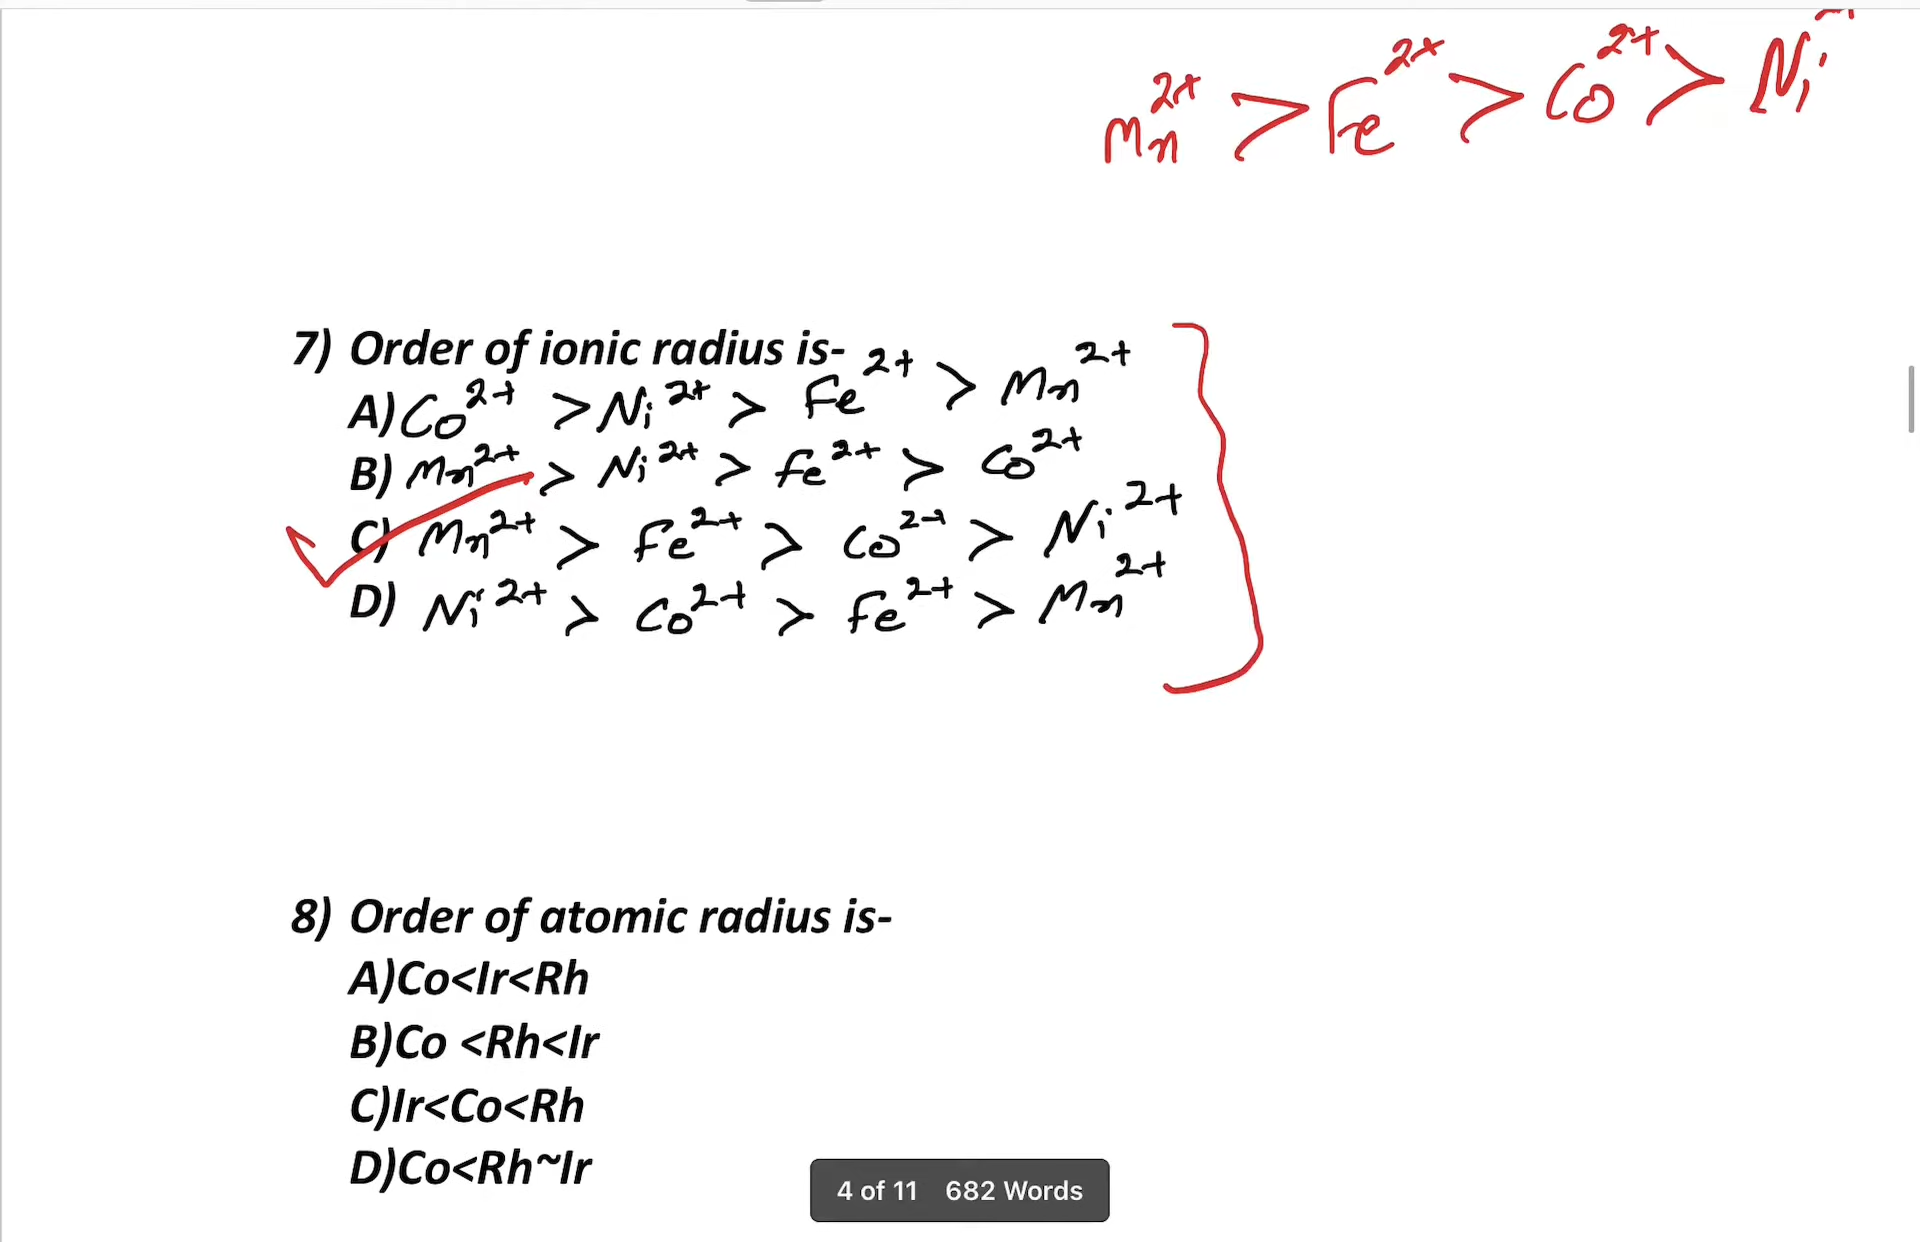 Mn²⁺ > Fe²⁺ > Co²⁺ > Ni
7) Order of ionic radius is-
A) Co²⁺ > Ni²⁺ > Fe²⁺ > Mn²⁺
B) Mn²⁺ > Ni²⁺ > Fe²⁺ > Co²⁺
C) Mn²⁺ > Fe²⁺ > Co²⁺ > Ni²⁺
D) Ni²⁺ > Co²⁺ > Fe²⁺ > Mn²⁺
8) Order of atomic radius is-
A)Co<Ir<Rh
B)Co <Rh<Ir
C)Ir<Co<Rh
D)Co<Rh~Ir
4 of 11 682 Words